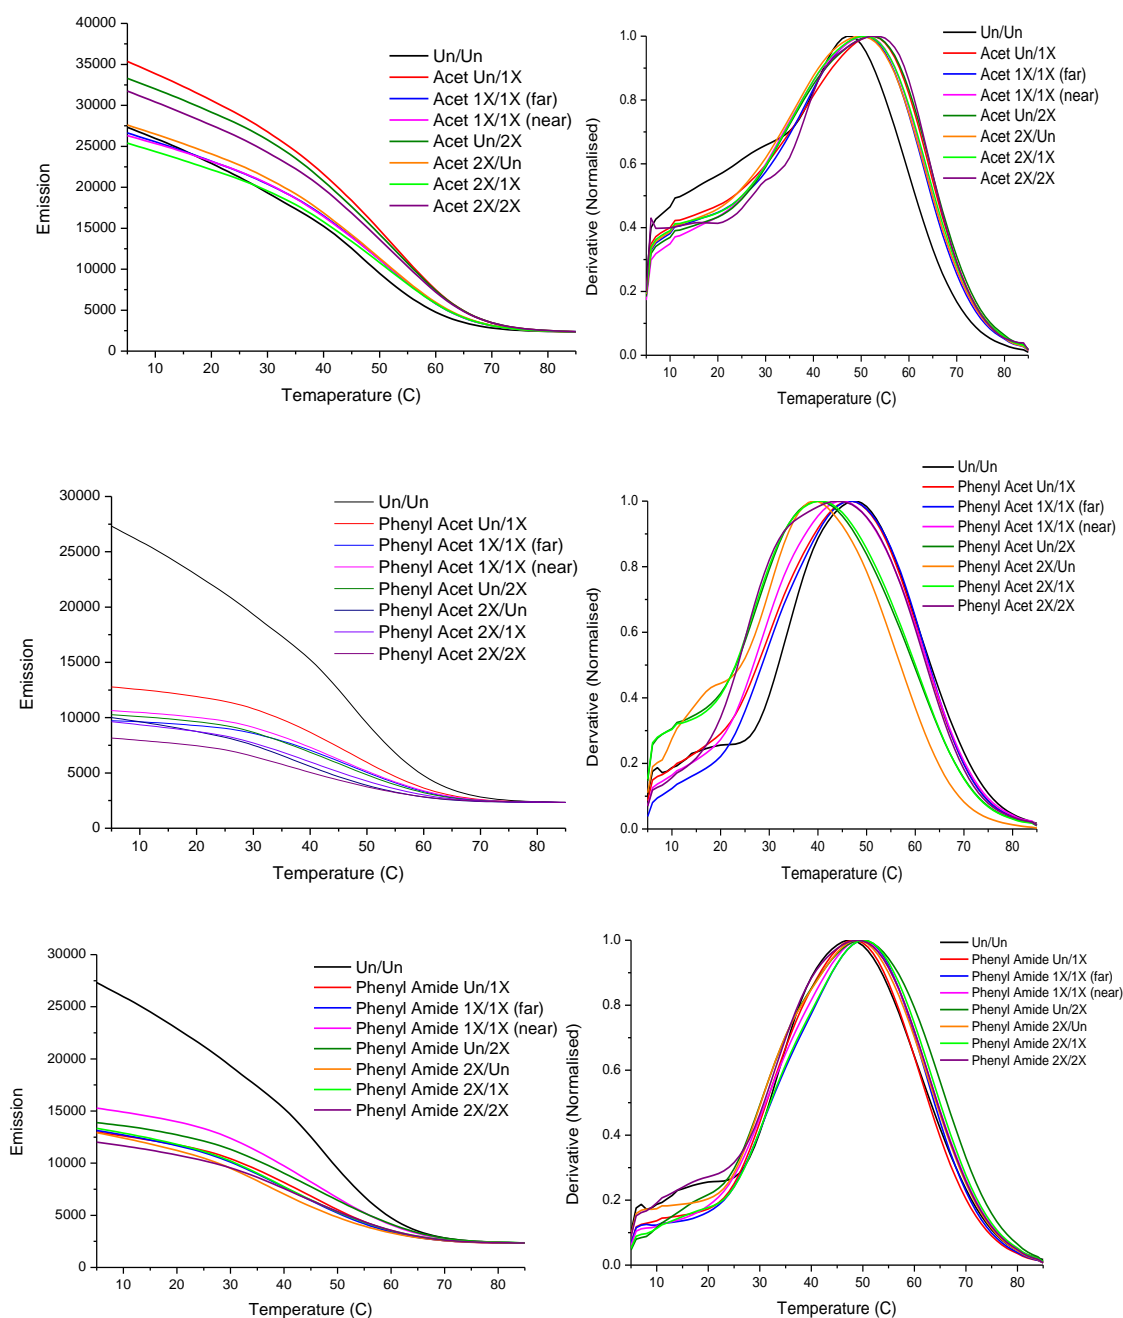 40000
35000
30000
25000
20000
15000
10000
5000
0
Emission
10 20 30 40 50 60 70 80
Temaperature (C)
Un/Un
Acet Un/1X
Acet 1X/1X (far)
Acet 1X/1X (near)
Acet Un/2X
Acet 2X/Un
Acet 2X/1X
Acet 2X/2X
1.0
0.8
0.6
0.4
0.2
0.0
Derivative (Normalised)
10 20 30 40 50 60 70 80
Temaperature (C)
Un/Un
Acet Un/1X
Acet 1X/1X (far)
Acet 1X/1X (near)
Acet Un/2X
Acet 2X/Un
Acet 2X/1X
Acet 2X/2X
30000
25000
20000
15000
10000
5000
0
Emission
10 20 30 40 50 60 70 80
Temperature (C)
Un/Un
Phenyl Acet Un/1X
Phenyl Acet 1X/1X (far)
Phenyl Acet 1X/1X (near)
Phenyl Acet Un/2X
Phenyl Acet 2X/Un
Phenyl Acet 2X/1X
Phenyl Acet 2X/2X
1.0
0.8
0.6
0.4
0.2
0.0
Dervative (Normalised)
10 20 30 40 50 60 70 80
Temaperature (C)
Un/Un
Phenyl Acet Un/1X
Phenyl Acet 1X/1X (far)
Phenyl Acet 1X/1X (near)
Phenyl Acet Un/2X
Phenyl Acet 2X/Un
Phenyl Acet 2X/1X
Phenyl Acet 2X/2X
30000
25000
20000
15000
10000
5000
0
Emission
10 20 30 40 50 60 70 80
Temperature (C)
Un/Un
Phenyl Amide Un/1X
Phenyl Amide 1X/1X (far)
Phenyl Amide 1X/1X (near)
Phenyl Amide Un/2X
Phenyl Amide 2X/Un
Phenyl Amide 2X/1X
Phenyl Amide 2X/2X
1.0
0.8
0.6
0.4
0.2
0.0
Derivative (Normalised)
10 20 30 40 50 60 70 80
Temperature (C)
Un/Un
Phenyl Amide Un/1X
Phenyl Amide 1X/1X (far)
Phenyl Amide 1X/1X (near)
Phenyl Amide Un/2X
Phenyl Amide 2X/Un
Phenyl Amide 2X/1X
Phenyl Amide 2X/2X